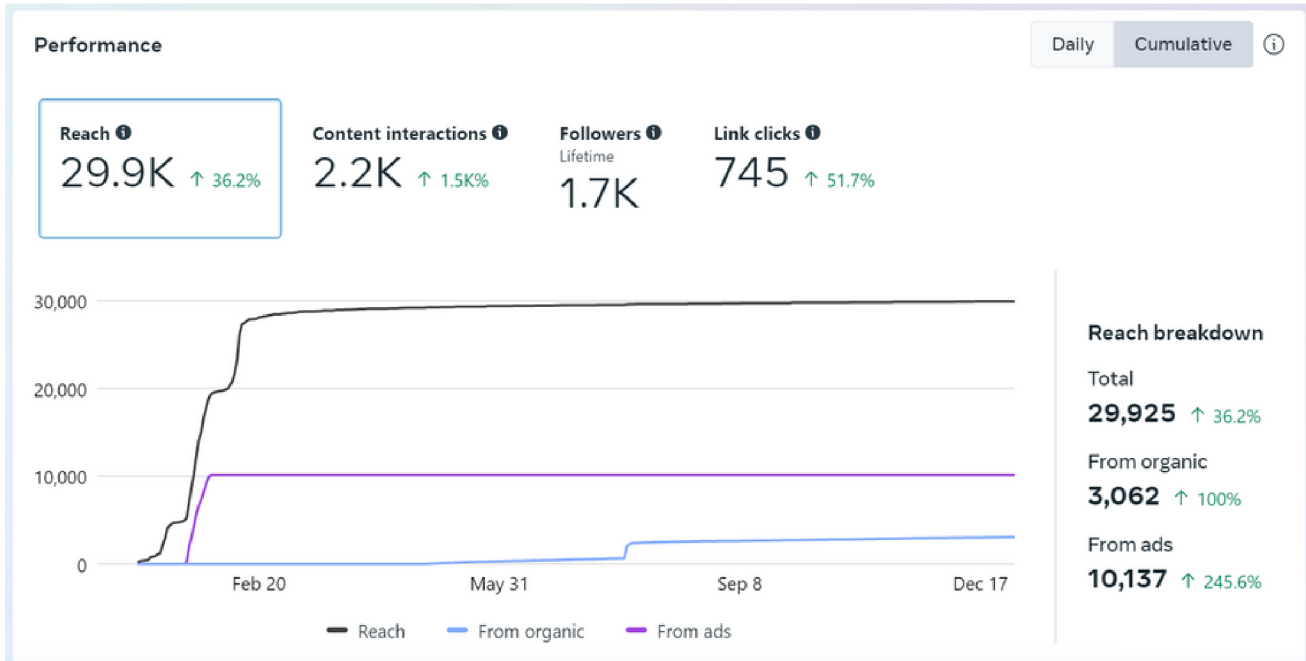 Performance
Daily
Cumulative
Reach
29.9K ↑ 36.2%
Content interactions
2.2K ↑ 1.5K%
Followers
Lifetime
1.7K
Link clicks
745 ↑ 51.7%
30,000
20,000
10,000
0
Feb 20
May 31
Sep 8
Dec 17
Reach
From organic
From ads
Reach breakdown
Total
29,925 ↑ 36.2%
From organic
3,062 ↑ 100%
From ads
10,137 ↑ 245.6%